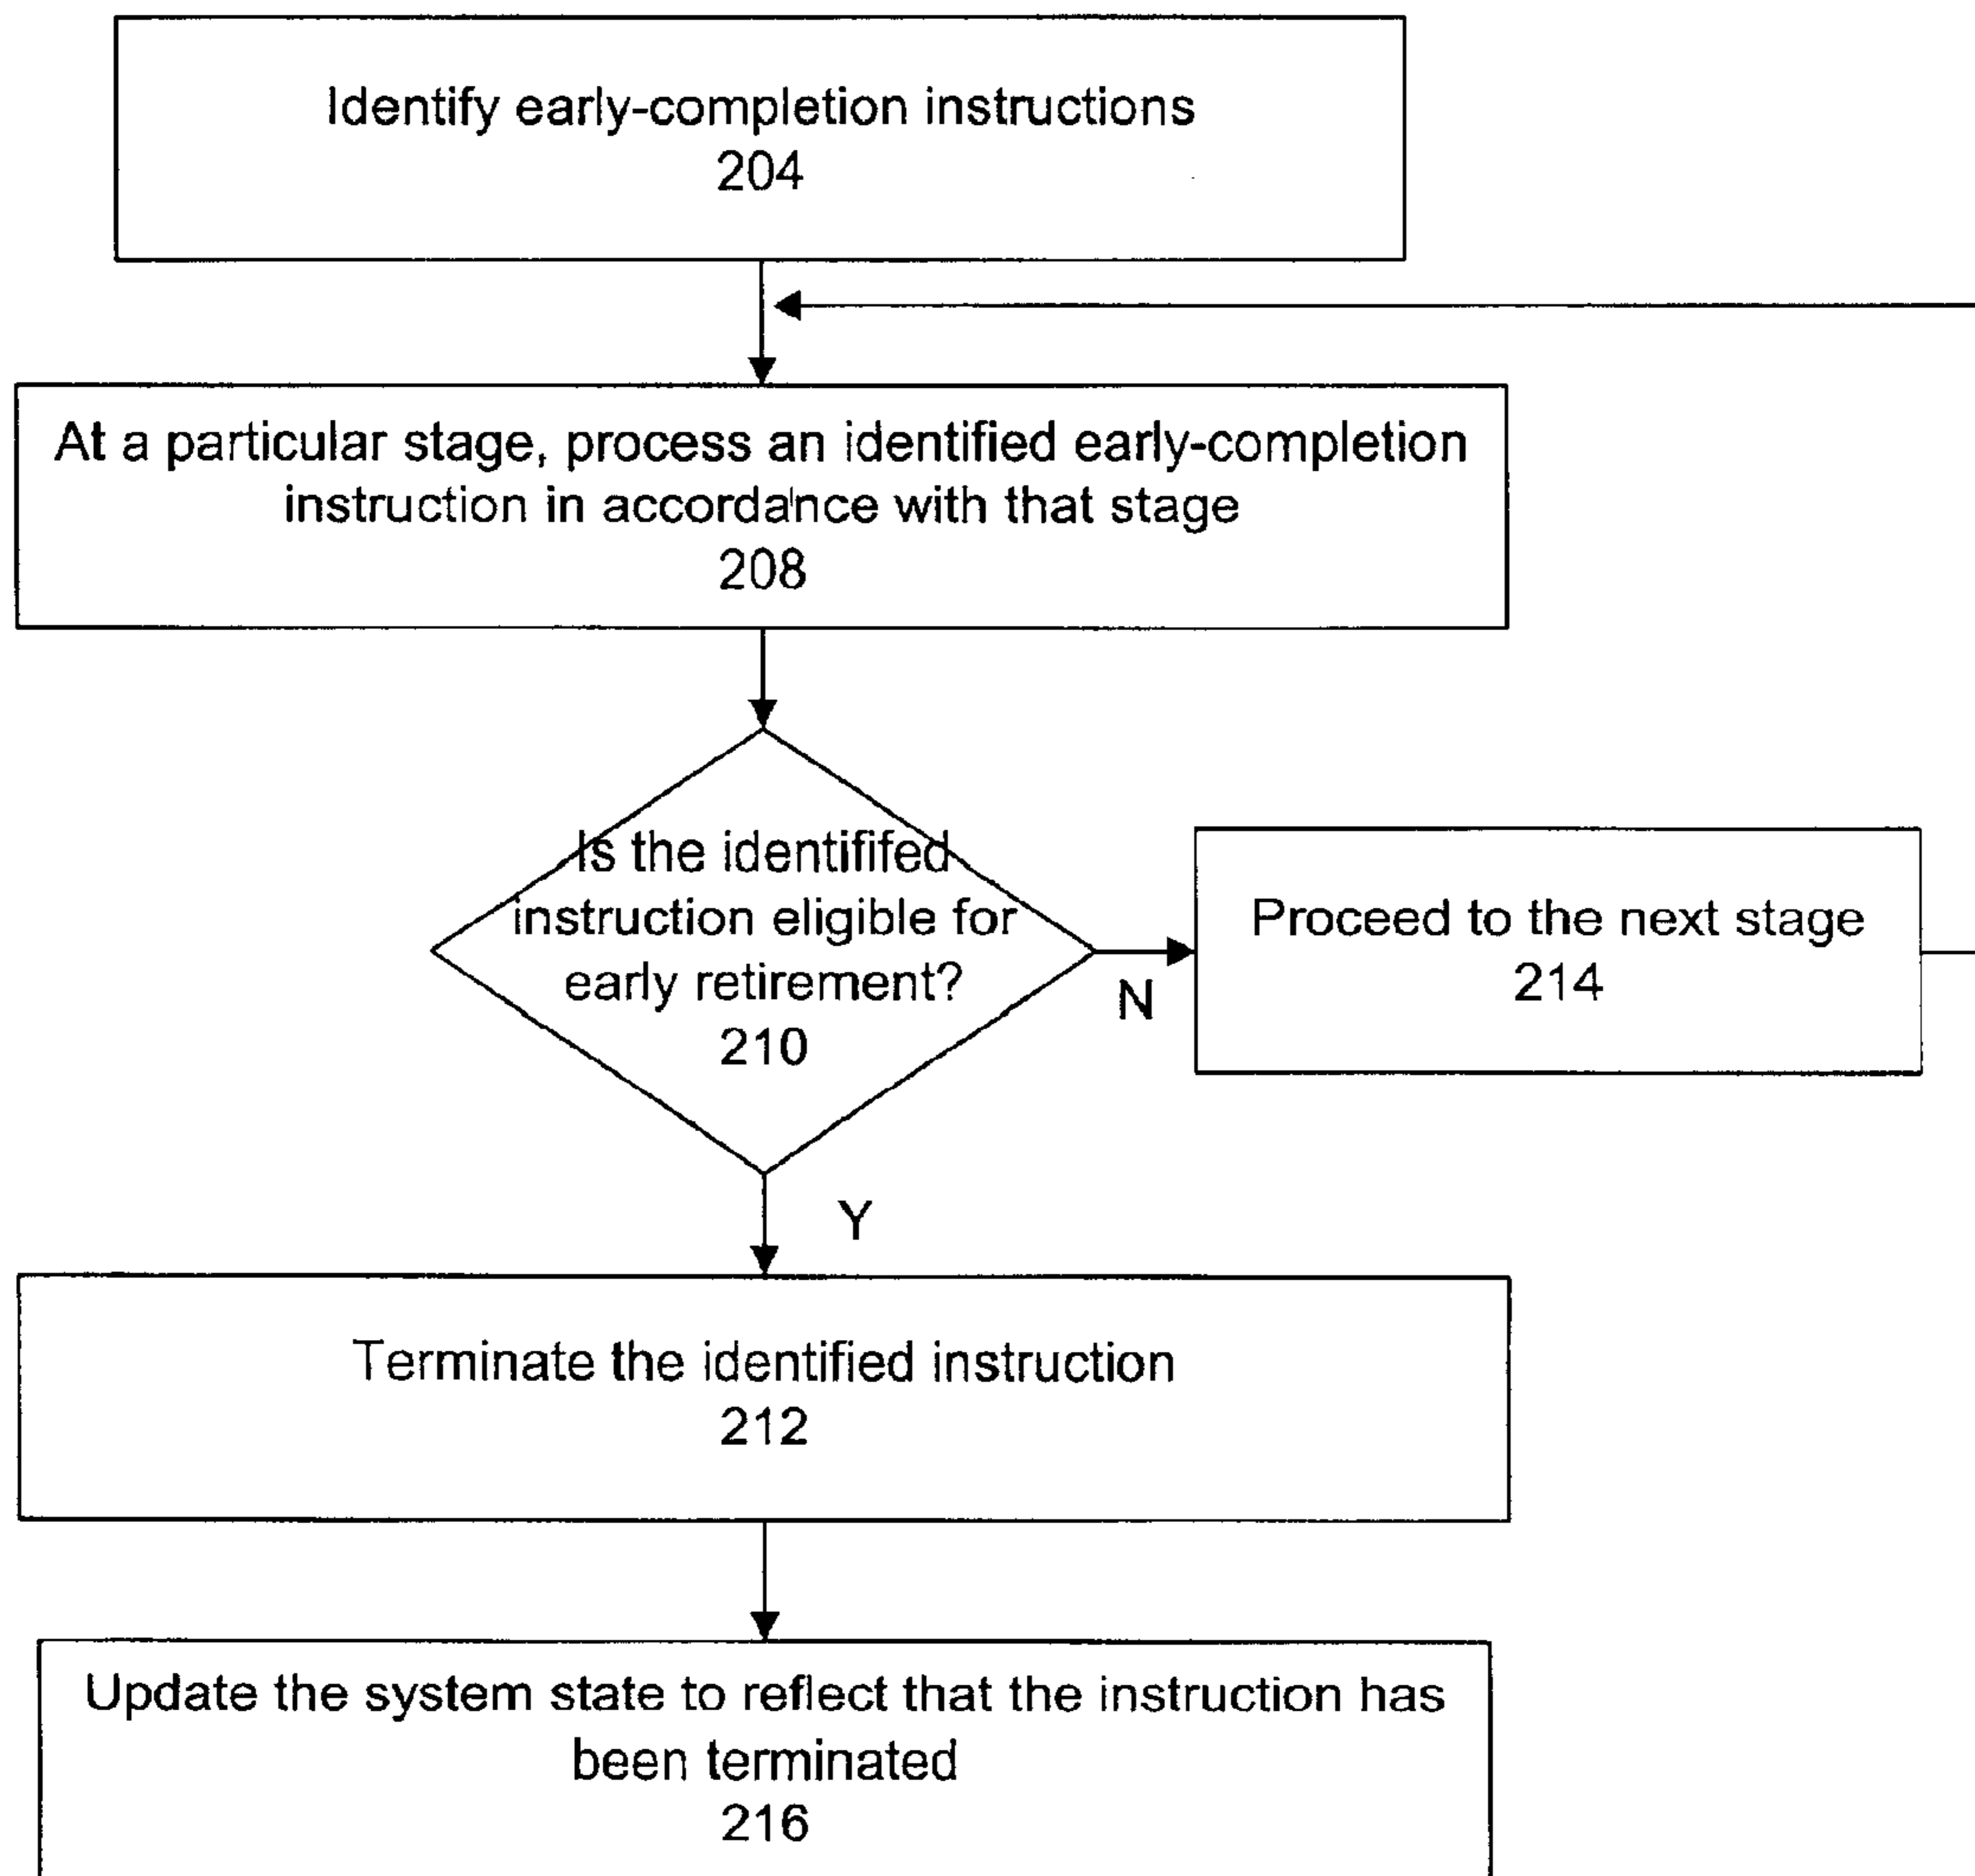 Identify early-completion instructions
204
At a particular stage, process an identified early-completion
instruction in accordance with that stage
208
Is the identififed
instruction eligible for
early retirement?
210
N
Proceed to the next stage
214
Y
Terminate the identified instruction
212
Update the system state to reflect that the instruction has
been terminated
216